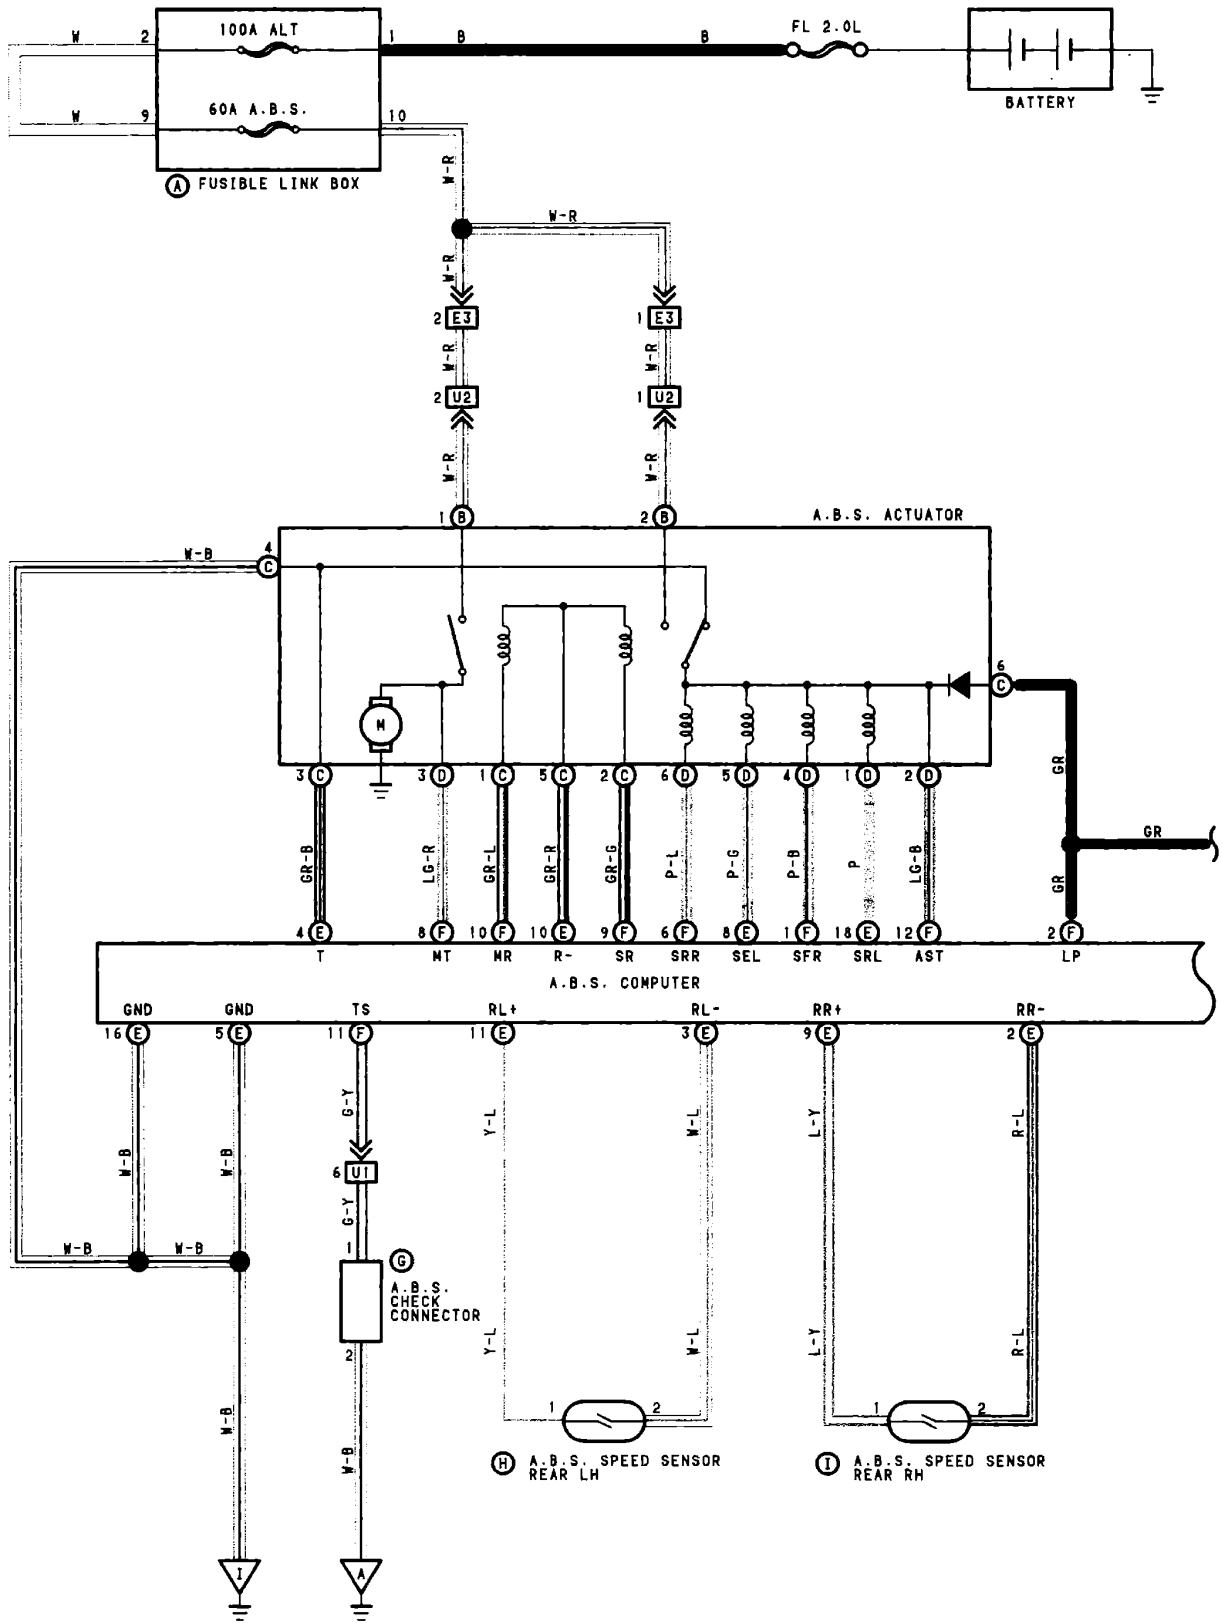 100A ALT
W 2 1 B B FL 2.0L
60A A.B.S.
W 9 10
BATTERY
A FUSIBLE LINK BOX
W-R
W-R
W-R
2 E3 1 E3
W-R W-R
2 U2 1 U2
W-R W-R
1 B 2 B A.B.S. ACTUATOR
W-B 4
C
6
C
M
GR
3 C 3 D 1 C 5 C 2 C 6 D 5 D 4 D 1 D 2 D
GR
GR-B LG-R GR-L GR-R GR-G P-L P-G P-B P LG-B GR
4 E 8 F 10 F 10 E 9 F 6 F 8 E 1 F 18 E 12 F 2 F
T MT MR R- SR SRR SEL SFR SRL AST LP
A.B.S. COMPUTER
GND GND TS RL+ RL- RR+ RR-
16 E 5 E 11 F 11 E 3 E 9 E 2 E
G-Y Y-L W-L L-Y R-L
W-B W-B
6 U1
G-Y
W-B W-B 1 G
A.B.S.
CHECK
CONNECTOR
2
Y-L W-L L-Y R-L
W-B
1 2 1 2
W-B
H A.B.S. SPEED SENSOR
REAR LH
I A.B.S. SPEED SENSOR
REAR RH
I A